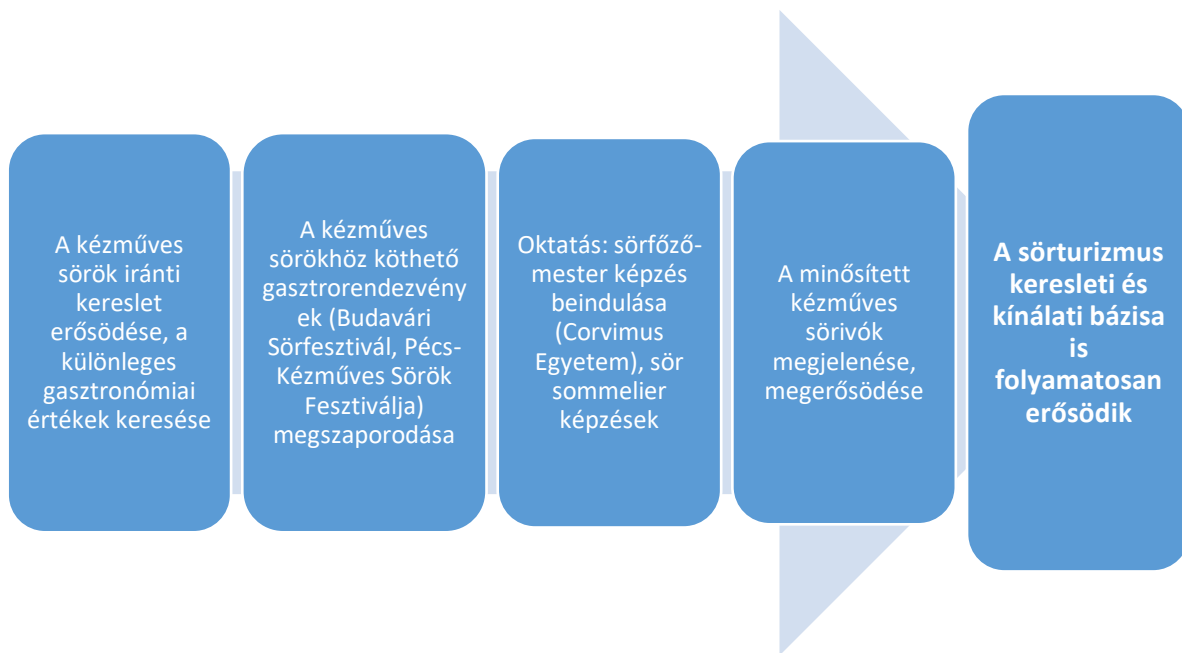 A kézműves
sörök iránti
kereslet
erősödése, a
különleges
gasztronómiai
értékek keresése
A kézműves
sörökhöz köthető
gasztrorendezvény
ek (Budavári
Sörfesztivál, Pécs-
Kézműves Sörök
Fesztiválja)
megszaporodása
Oktatás: sörfőző-
mester képzés
beindulása
(Corvimus
Egyetem), sör
sommelier
képzések
A minősített
kézműves
sörivók
megjelenése,
megerősödése
A sörturizmus
keresleti és
kínálati bázisa
is
folyamatosan
erősödik